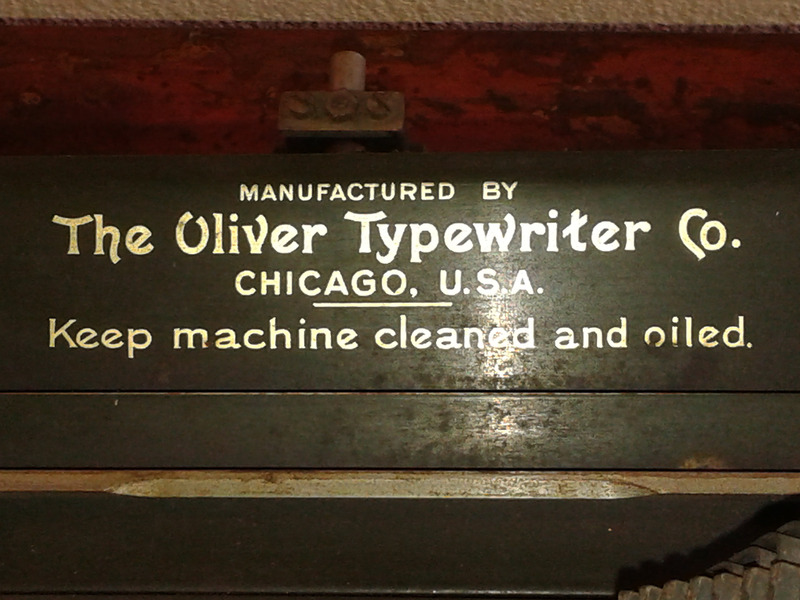 MANUFACTURED BY
The Oliver Typewriter Co.
CHICAGO, U.S.A.
Keep machine cleaned and oiled.